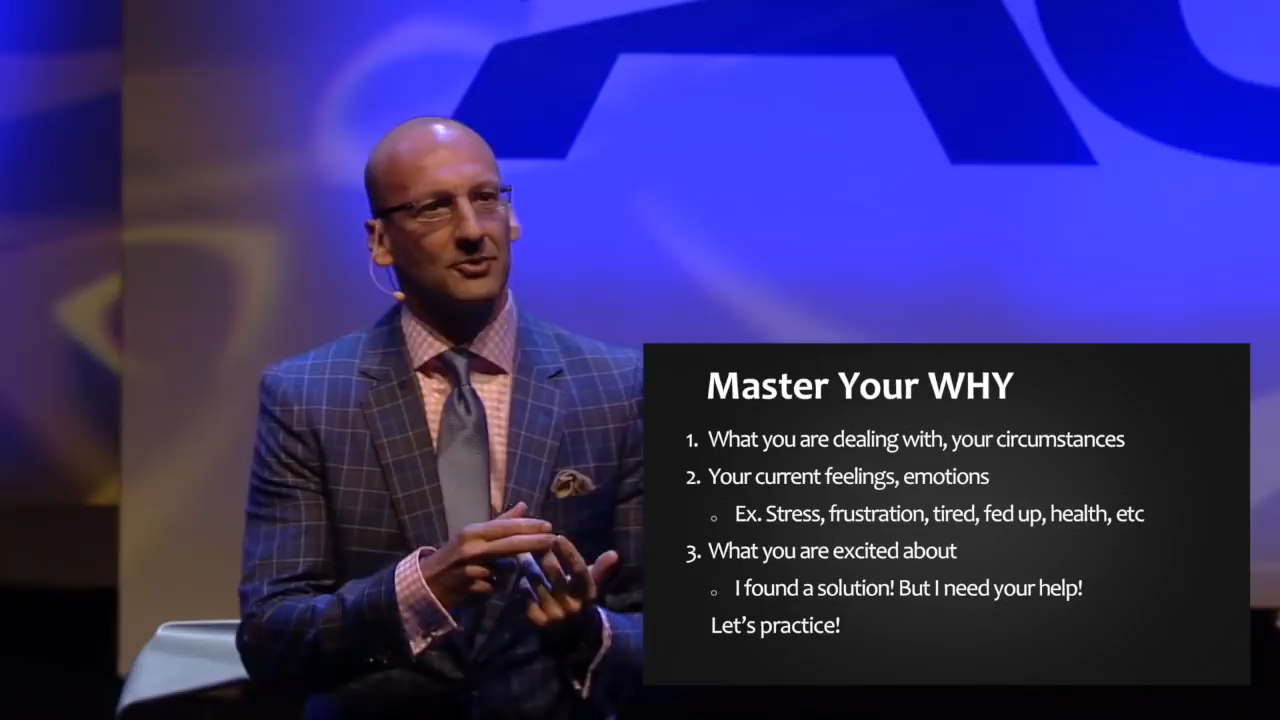 Master Your WHY
1. What you are dealing with, your circumstances
2. Your current feelings, emotions
○ Ex. Stress, frustration, tired, fed up, health, etc
3. What you are excited about
○ I found a solution! But I need your help!
Let's practice!